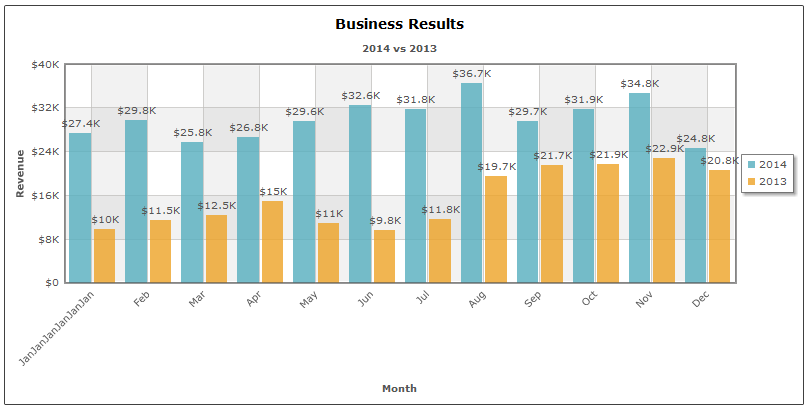 Business Results
2014 vs 2013
Revenue
$40K
$32K
$24K
$16K
$8K
$0
$27.4K
$29.8K
$25.8K
$26.8K
$29.6K
$32.6K
$31.8K
$36.7K
$29.7K
$31.9K
$34.8K
$24.8K
$10K
$11.5K
$12.5K
$15K
$11K
$9.8K
$11.8K
$19.7K
$21.7K
$21.9K
$22.9K
$20.8K
2014
2013
JanJanJanJanJanJan
Feb
Mar
Apr
May
Jun
Jul
Aug
Sep
Oct
Nov
Dec
Month